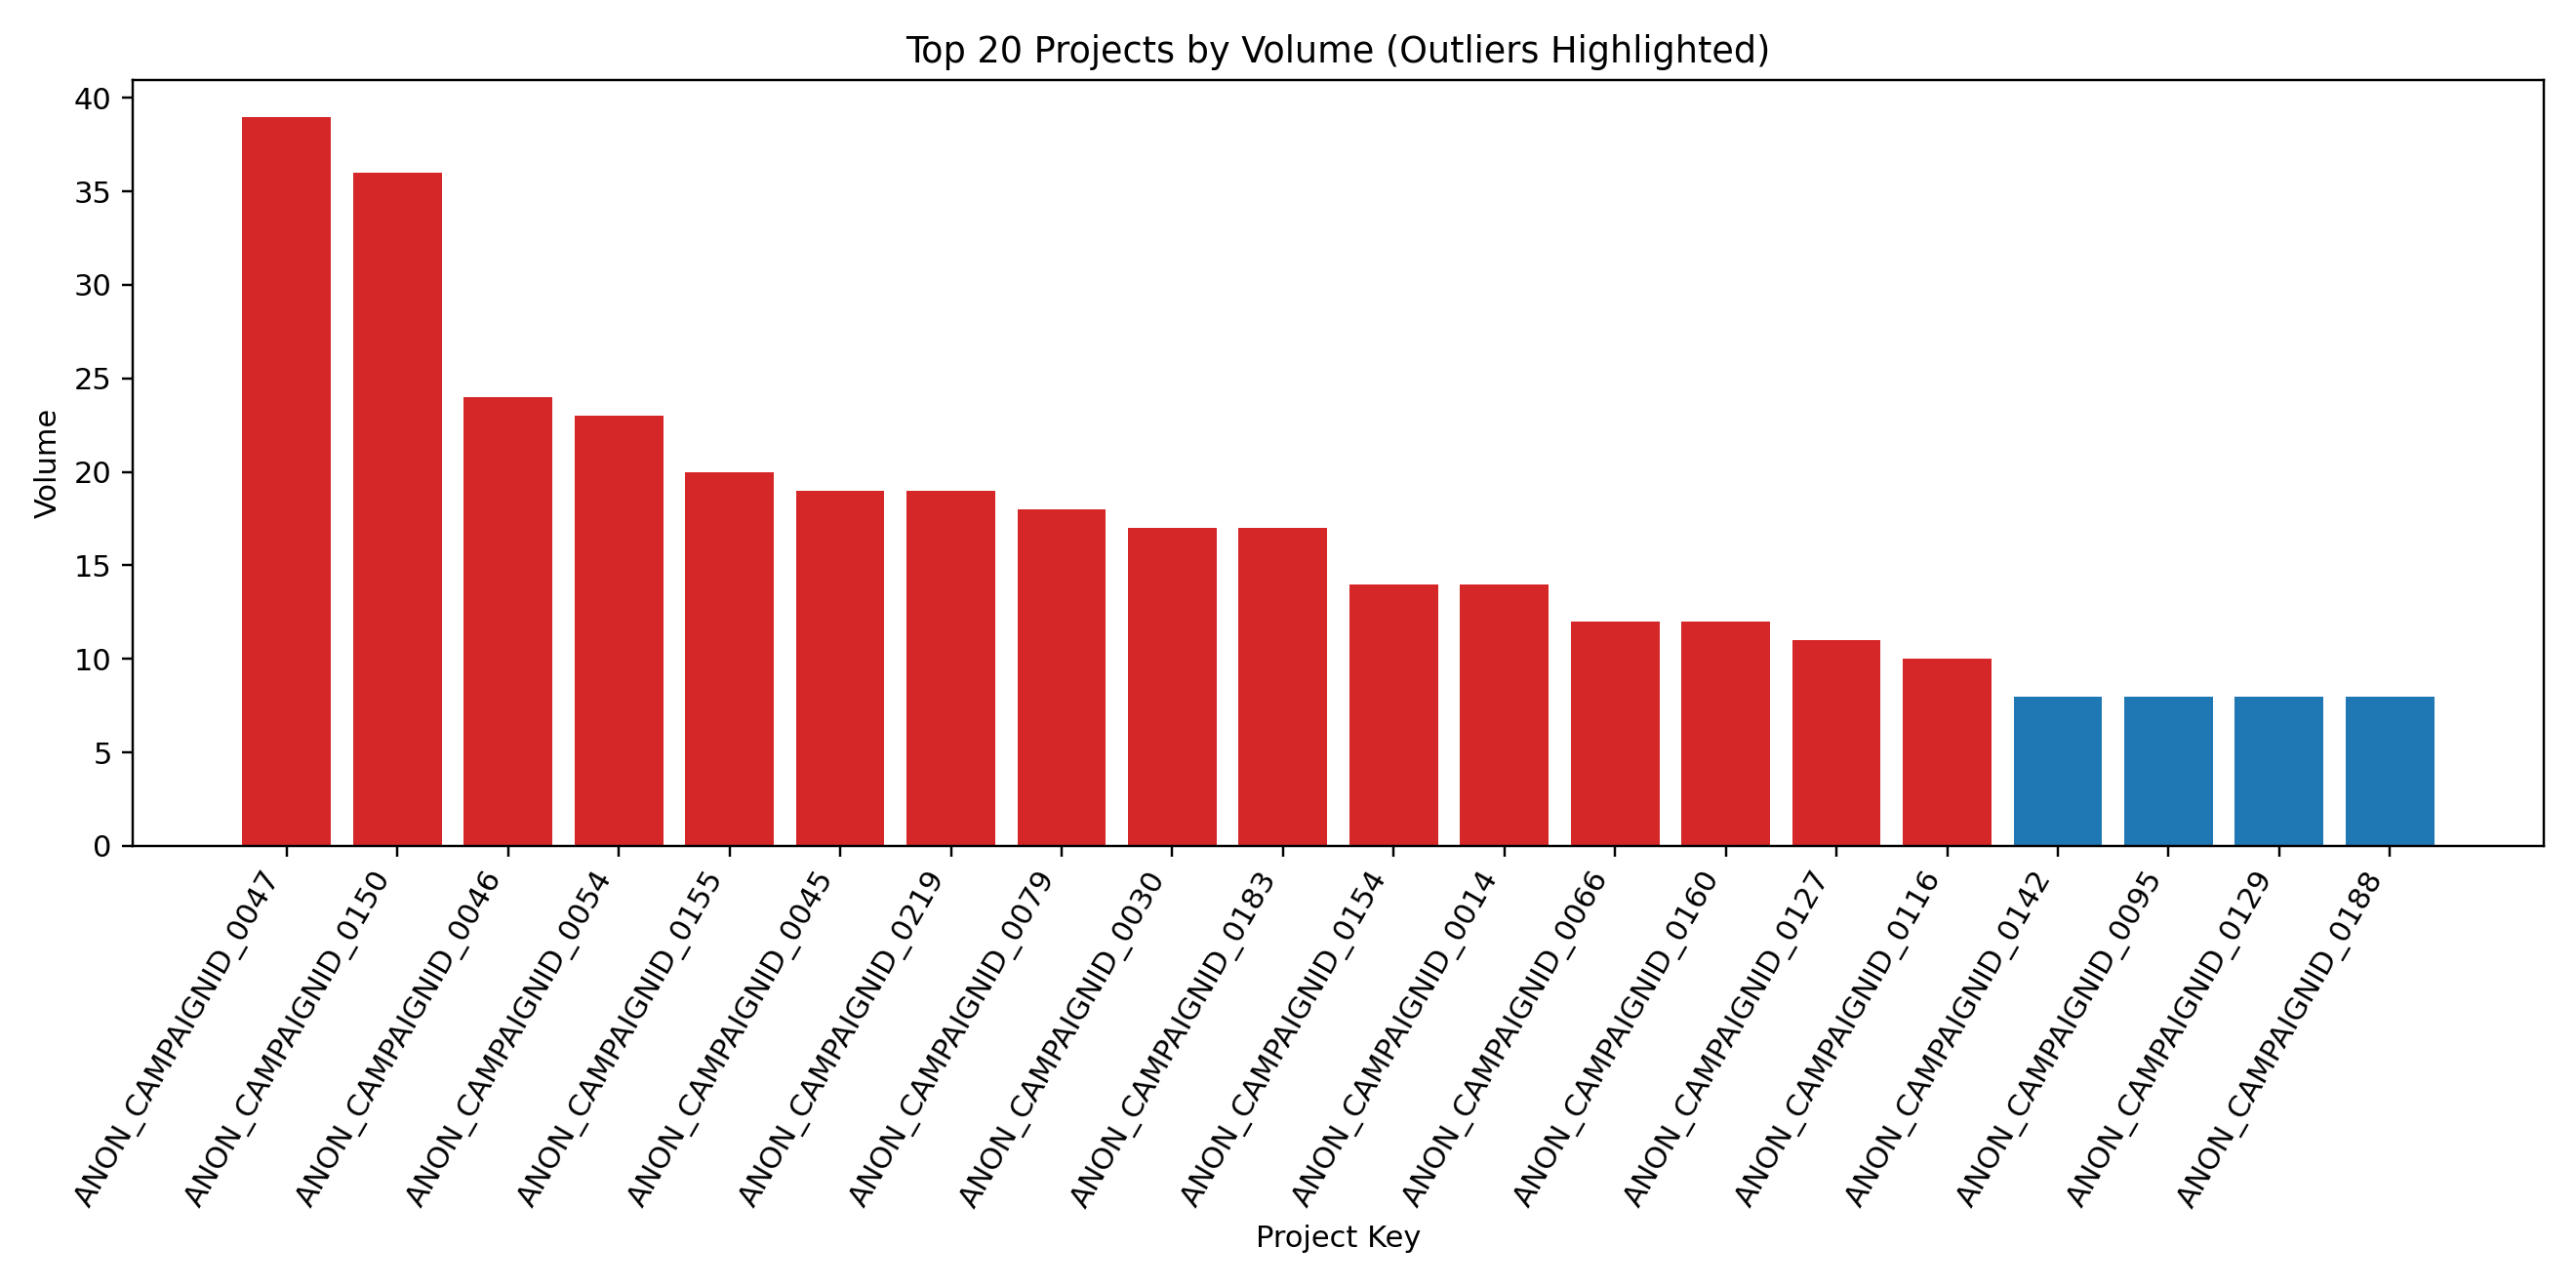 Top 20 Projects by Volume (Outliers Highlighted)
Volume
40
35
30
25
20
15
10
5
0
ANON_CAMPAIGNID_0047
ANON_CAMPAIGNID_0150
ANON_CAMPAIGNID_0046
ANON_CAMPAIGNID_0054
ANON_CAMPAIGNID_0155
ANON_CAMPAIGNID_0045
ANON_CAMPAIGNID_0219
ANON_CAMPAIGNID_0079
ANON_CAMPAIGNID_0030
ANON_CAMPAIGNID_0183
ANON_CAMPAIGNID_0154
ANON_CAMPAIGNID_0014
ANON_CAMPAIGNID_0066
ANON_CAMPAIGNID_0160
ANON_CAMPAIGNID_0127
ANON_CAMPAIGNID_0116
ANON_CAMPAIGNID_0142
ANON_CAMPAIGNID_0095
ANON_CAMPAIGNID_0129
ANON_CAMPAIGNID_0188
Project Key